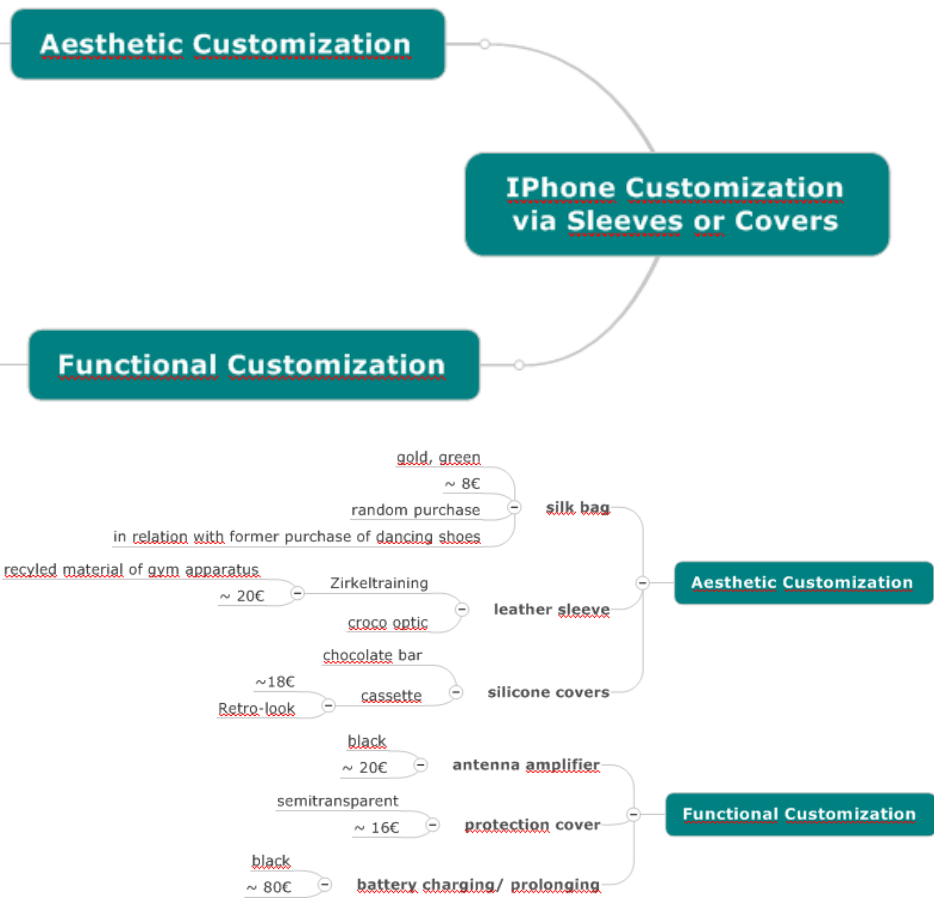 Aesthetic Customization
IPhone Customization
via Sleeves or Covers
Functional Customization
gold, green
~ 8€
random purchase
in relation with former purchase of dancing shoes
silk bag
recyled material of gym apparatus
~ 20€
Zirkeltraining
croco optic
leather sleeve
Aesthetic Customization
chocolate bar
~18€
Retro-look
cassette
silicone covers
black
~ 20€
antenna amplifier
semitransparent
~ 16€
protection cover
Functional Customization
black
~ 80€
battery charging/ prolonging